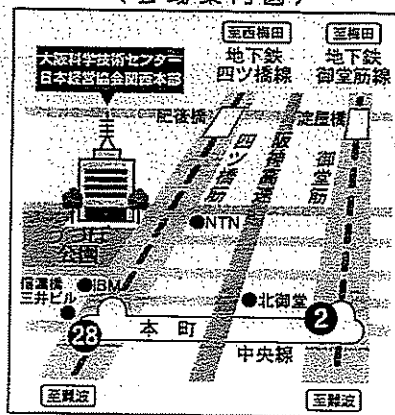 (会場案内図)
至西梅田
至梅田
地下鉄
四ツ橋線
地下鉄
御堂筋線
大阪科学技術センター
日本経営協会関西本部
肥後橋
淀屋橋
四ツ橋筋
阪神高速
御堂筋
公園
●NTN
信濃橋
三井ビル
●IBM
●北御堂
28
本町
2
中央線
至難波
至難波